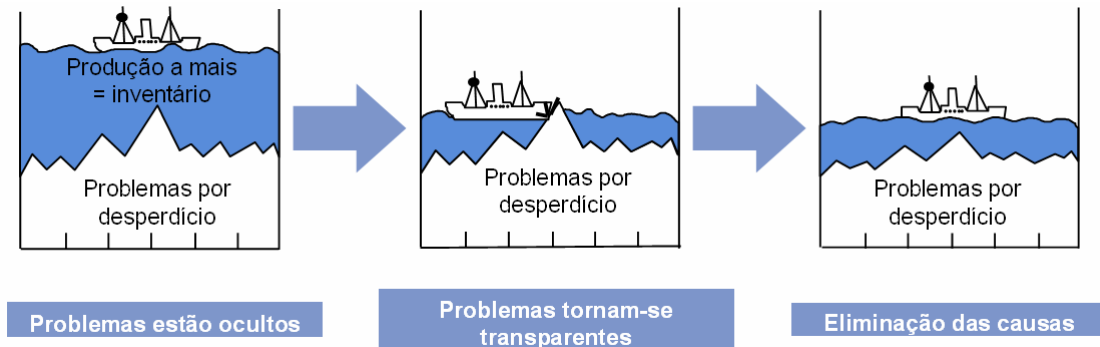 Produção a mais
= inventário
Problemas por
desperdício
Problemas por
desperdício
Problemas por
desperdício
Problemas estão ocultos
Problemas tornam-se
transparentes
Eliminação das causas